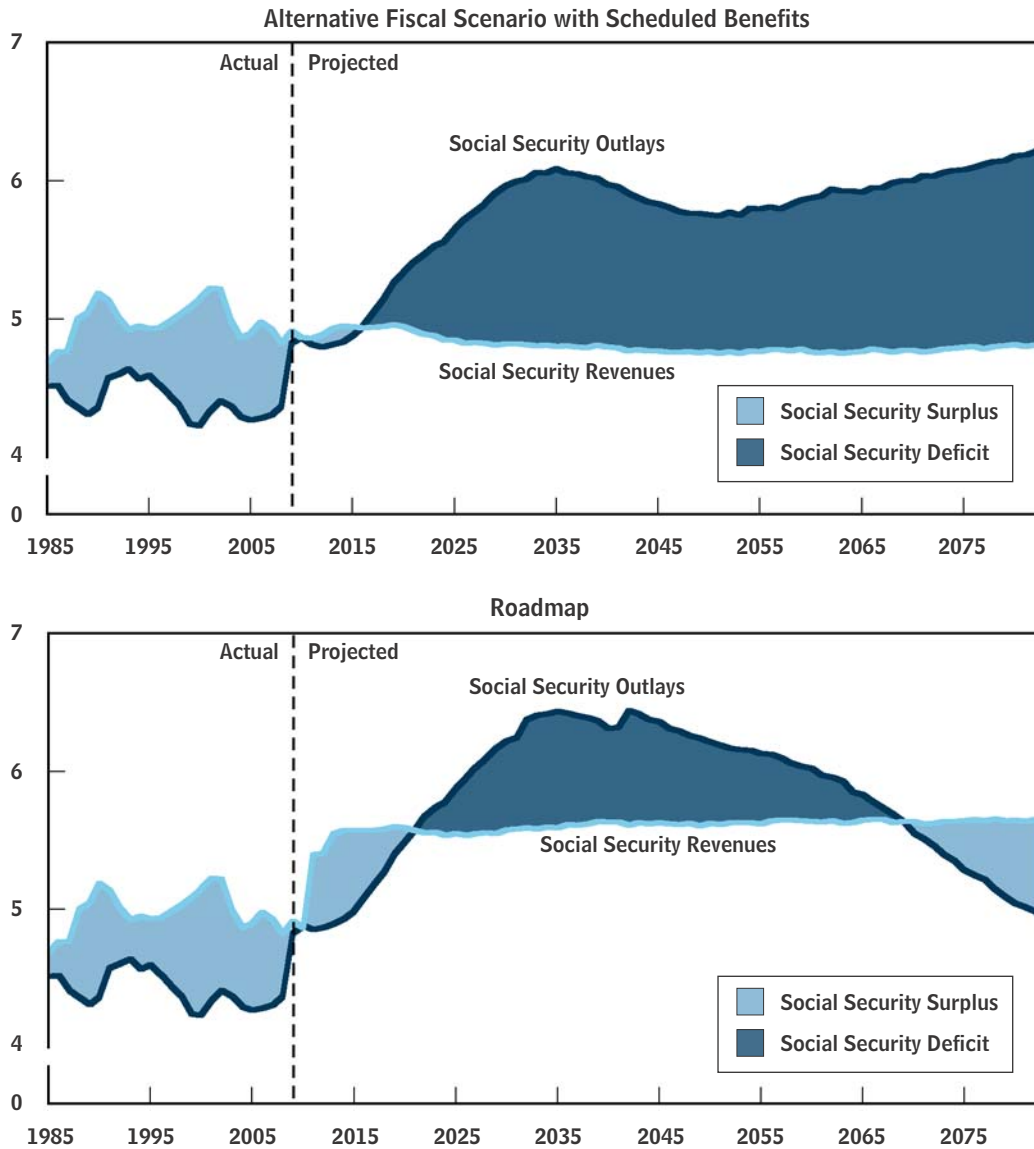 Alternative Fiscal Scenario with Scheduled Benefits
7
Actual Projected
Social Security Outlays
6
5
Social Security Revenues
Social Security Surplus
Social Security Deficit
4
0
1985 1995 2005 2015 2025 2035 2045 2055 2065 2075
Roadmap
7
Actual Projected
Social Security Outlays
6
Social Security Revenues
5
Social Security Surplus
Social Security Deficit
4
0
1985 1995 2005 2015 2025 2035 2045 2055 2065 2075